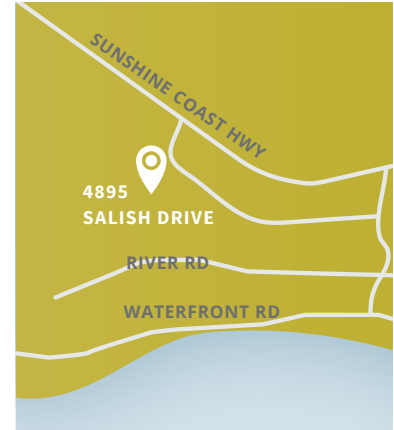 SUNSHINE COAST HWY
4895
SALISH DRIVE
RIVER RD
WATERFRONT RD